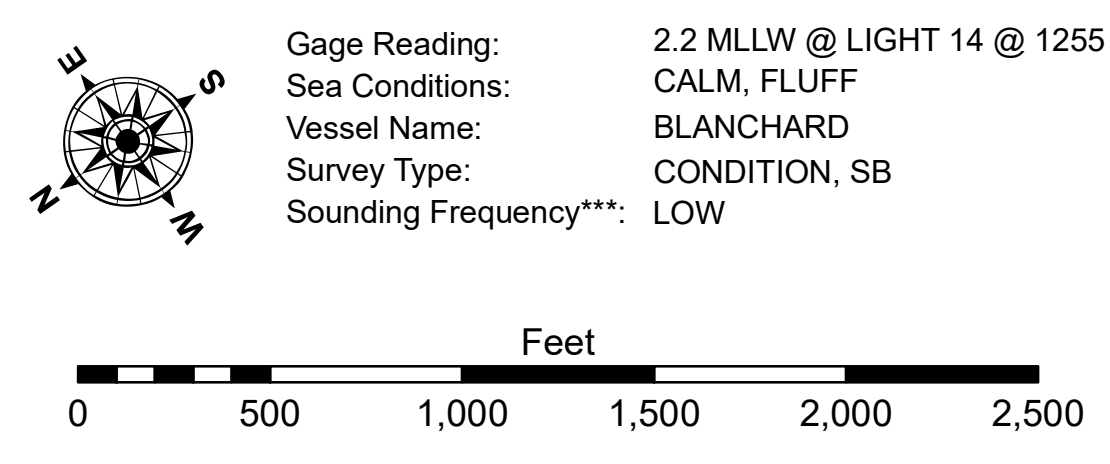 E
S
N
W
Gage Reading: 2.2 MLLW @ LIGHT 14 @ 1255
Sea Conditions: CALM, FLUFF
Vessel Name: BLANCHARD
Survey Type: CONDITION, SB
Sounding Frequency***: LOW
Feet
0 500 1,000 1,500 2,000 2,500